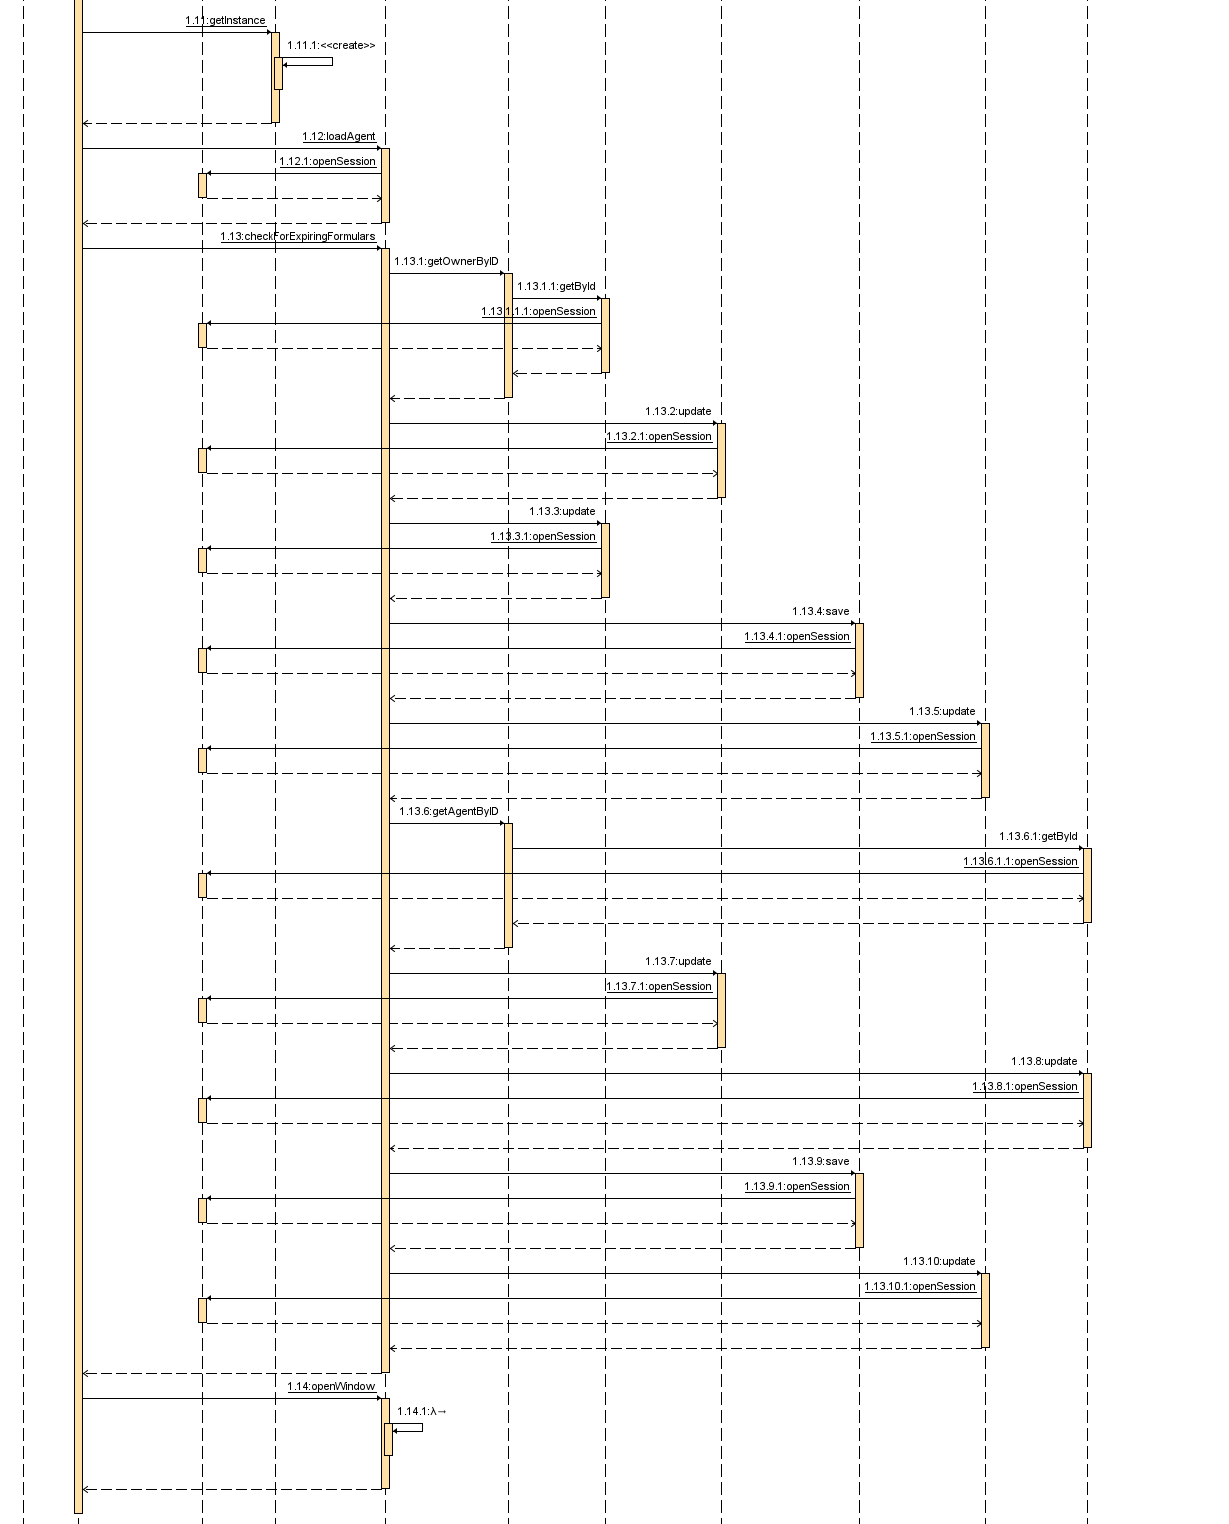 1.11:getInstance
1.11.1:<<create>>
1.12:loadAgent
1.12.1:openSession
1.13:checkForExpiringFormulars
1.13.1:getOwnerByID
1.13.1.1:getById
1.13.1.1.1:openSession
1.13.2:update
1.13.2.1:openSession
1.13.3:update
1.13.3.1:openSession
1.13.4:save
1.13.4.1:openSession
1.13.5:update
1.13.5.1:openSession
1.13.6:getAgentByID
1.13.6.1:getById
1.13.6.1.1:openSession
1.13.7:update
1.13.7.1:openSession
1.13.8:update
1.13.8.1:openSession
1.13.9:save
1.13.9.1:openSession
1.13.10:update
1.13.10.1:openSession
1.14:openWindow
1.14.1:λ→